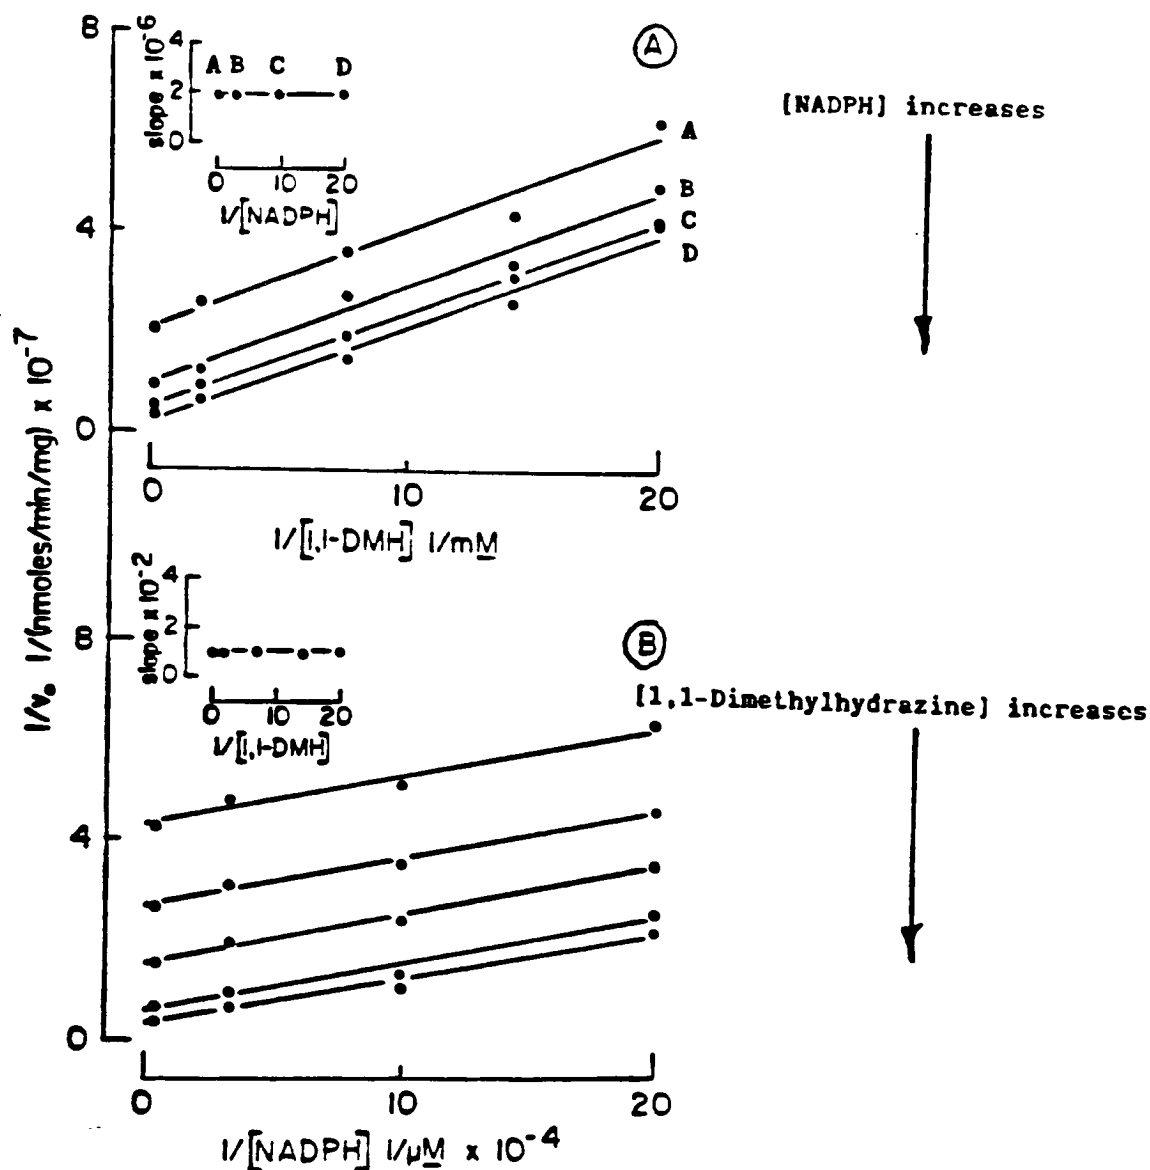 8
4
0
8
4
0
1/v₀ 1/(nmoles/min/mg) x 10⁻⁷
slope x 10⁻⁶
4
2
0
A B C D
0 10 20
1/[NADPH]
A
[NADPH] increases
A
B
C
D
0 10 20
1/[1,1-DMH] 1/mM
slope x 10⁻²
4
2
0
0 10 20
1/[1,1-DMH]
B
[1,1-Dimethylhydrazine] increases
0 10 20
1/[NADPH] 1/μM x 10⁻⁴